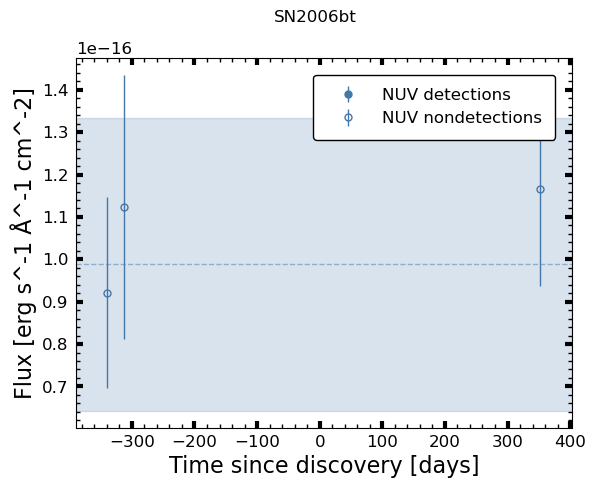 SN2006bt
1e−16
NUV detections
NUV nondetections
1.4
1.3
1.2
1.1
1.0
0.9
0.8
0.7
Flux [erg s^-1 Å^-1 cm^-2]
−300 −200 −100 0 100 200 300 400
Time since discovery [days]